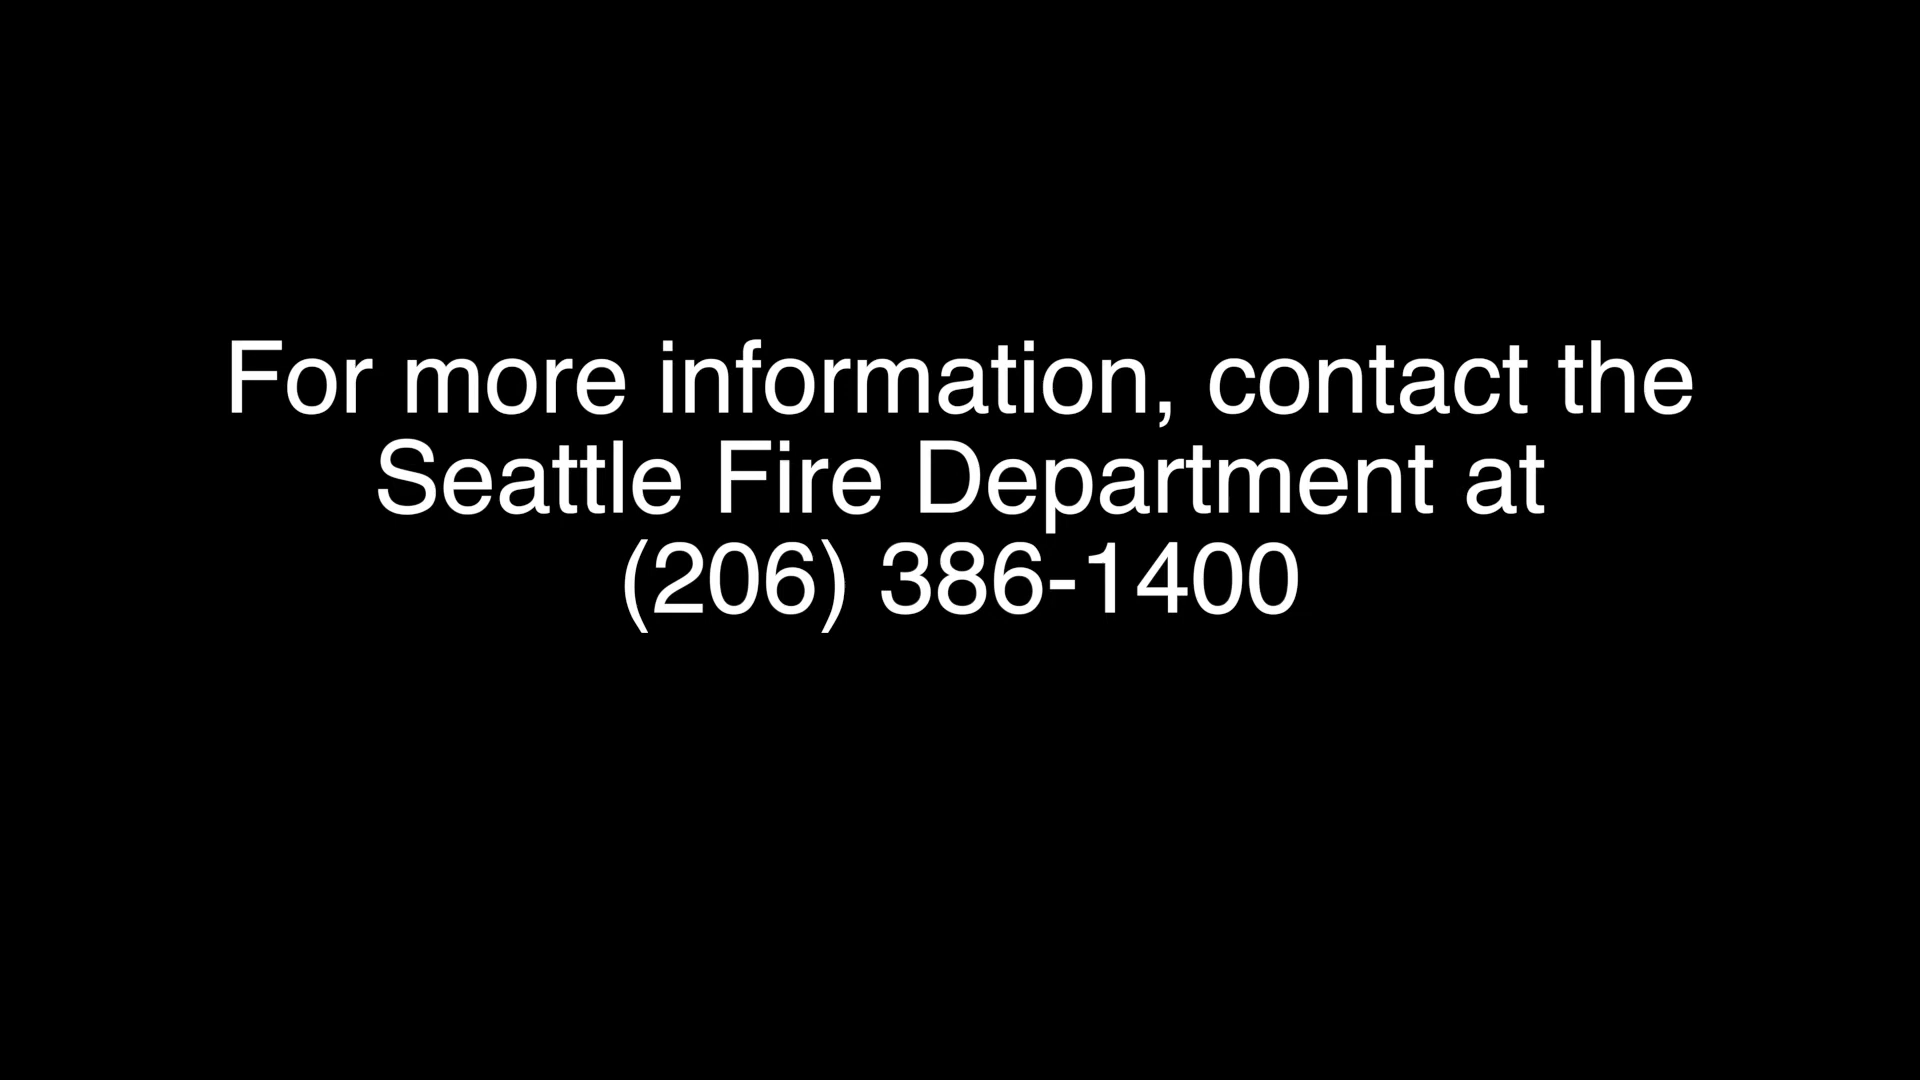 For more information, contact the
Seattle Fire Department at
(206) 386-1400